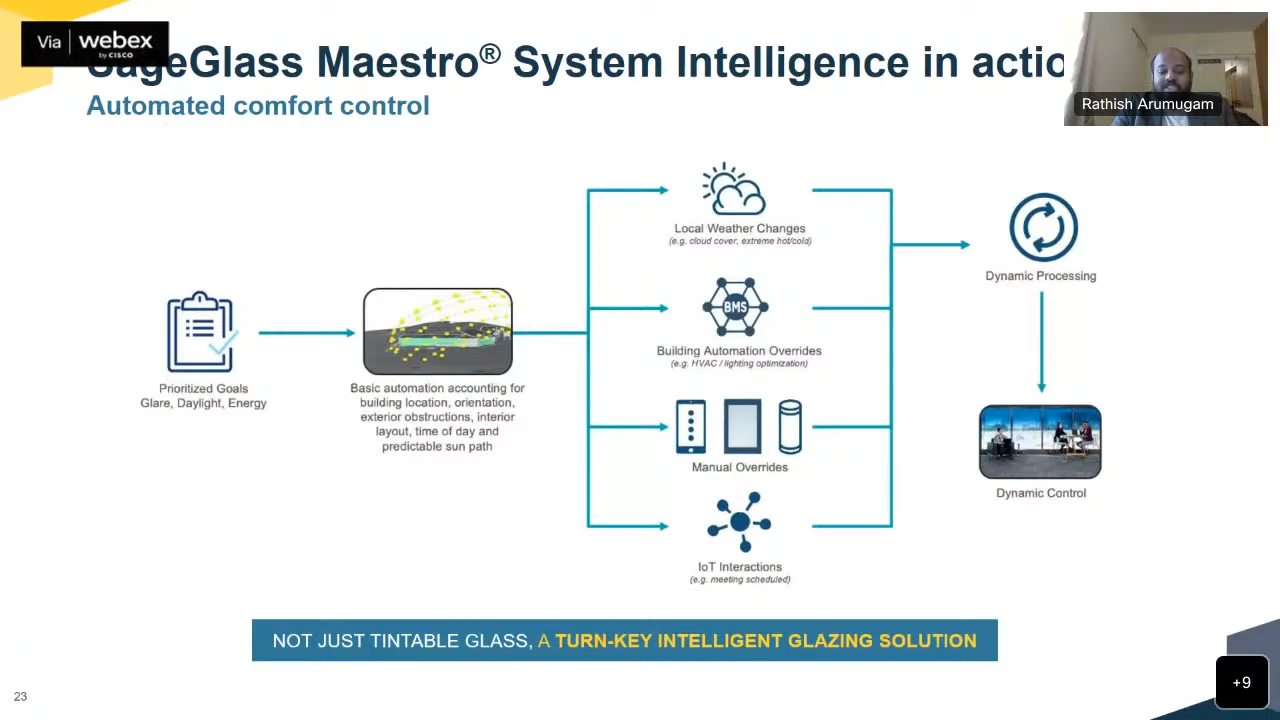 Via webex
by CISCO
SageGlass Maestro® System Intelligence in actio
Automated comfort control
Rathish Arumugam
Prioritized Goals
Glare, Daylight, Energy
Basic automation accounting for
building location, orientation,
exterior obstructions, interior
layout, time of day and
predictable sun path
Local Weather Changes
(e.g. cloud cover, extreme hot/cold)
BMS
Building Automation Overrides
(e.g. HVAC / lighting optimization)
Manual Overrides
IoT Interactions
(e.g. meeting scheduled)
Dynamic Processing
Dynamic Control
NOT JUST TINTABLE GLASS, A TURN-KEY INTELLIGENT GLAZING SOLUTION
23
+9